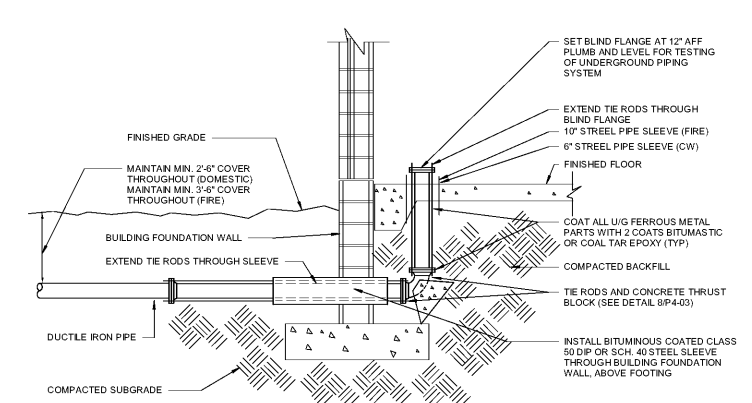 SET BLIND FLANGE AT 12" AFF
PLUMB AND LEVEL FOR TESTING
OF UNDERGROUND PIPING
SYSTEM
EXTEND TIE RODS THROUGH
BLIND FLANGE
10" STREEL PIPE SLEEVE (FIRE)
6" STREEL PIPE SLEEVE (CW)
FINISHED FLOOR
FINISHED GRADE
MAINTAIN MIN. 2'-6" COVER
THROUGHOUT (DOMESTIC)
MAINTAIN MIN. 3'-6" COVER
THROUGHOUT (FIRE)
BUILDING FOUNDATION WALL
EXTEND TIE RODS THROUGH SLEEVE
COAT ALL U/G FERROUS METAL
PARTS WITH 2 COATS BITUMASTIC
OR COAL TAR EPOXY (TYP)
COMPACTED BACKFILL
TIE RODS AND CONCRETE THRUST
BLOCK (SEE DETAIL 8/P4-03)
DUCTILE IRON PIPE
INSTALL BITUMINOUS COATED CLASS
50 DIP OR SCH. 40 STEEL SLEEVE
THROUGH BUILDING FOUNDATION
WALL, ABOVE FOOTING
COMPACTED SUBGRADE